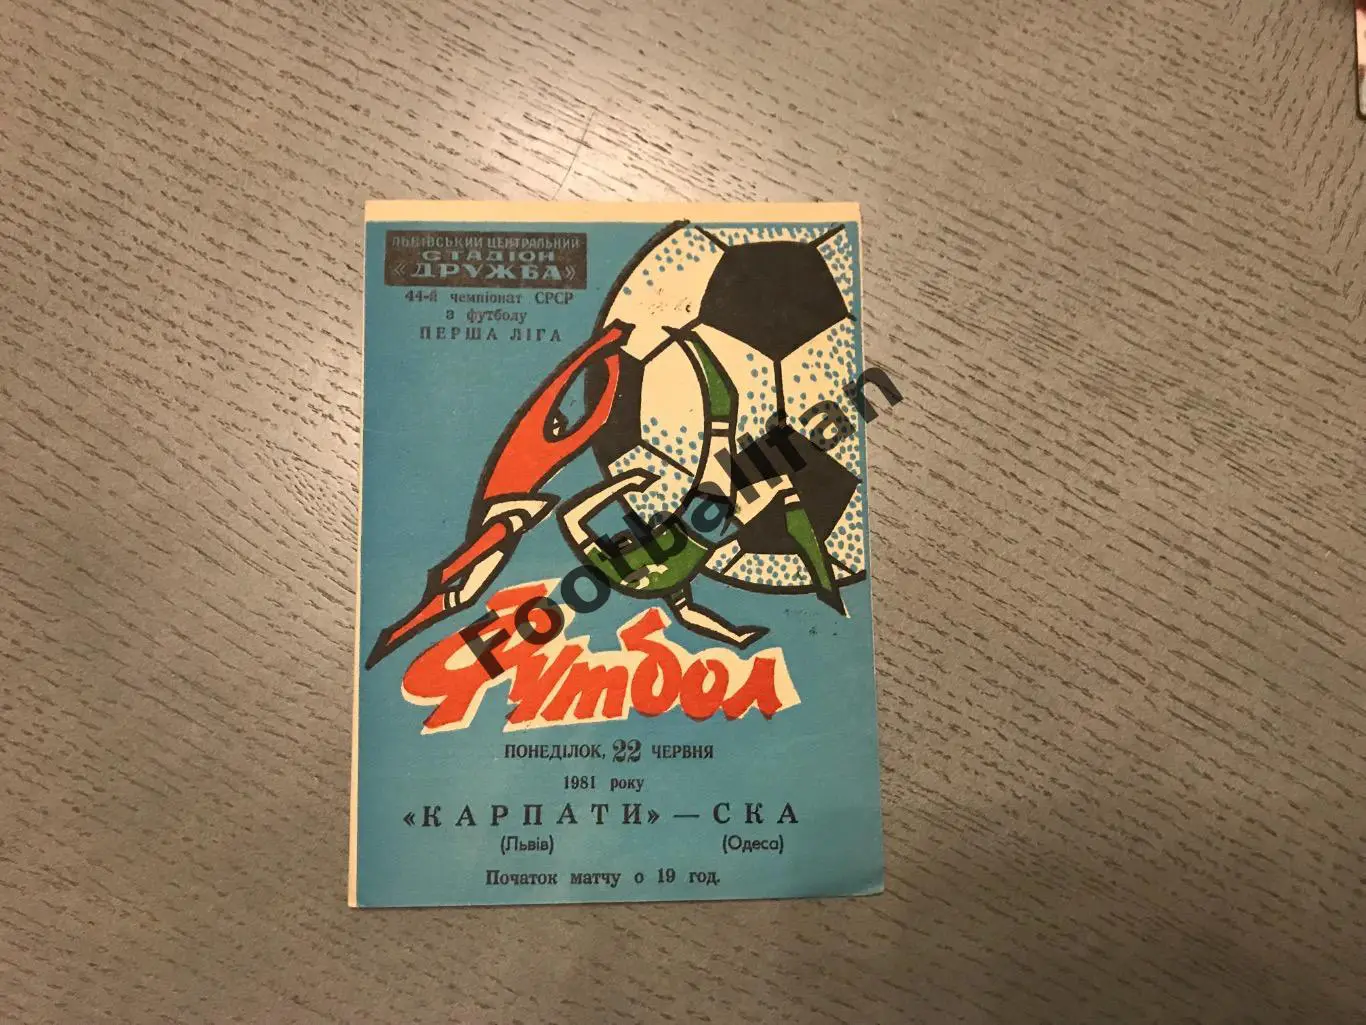 ЛЬВІВСЬКИЙ ЦЕНТРАЛЬНИЙ
СТАДІОН
«ДРУЖБА»
44-й чемпіонат СРСР
з футболу
ПЕРША ЛІГА
Footballfan
Футбол
ПОНЕДІЛОК, 22 ЧЕРВНЯ
1981 року
«КАРПАТИ» — СКА
(Львів) (Одеса)
Початок матчу о 19 год.